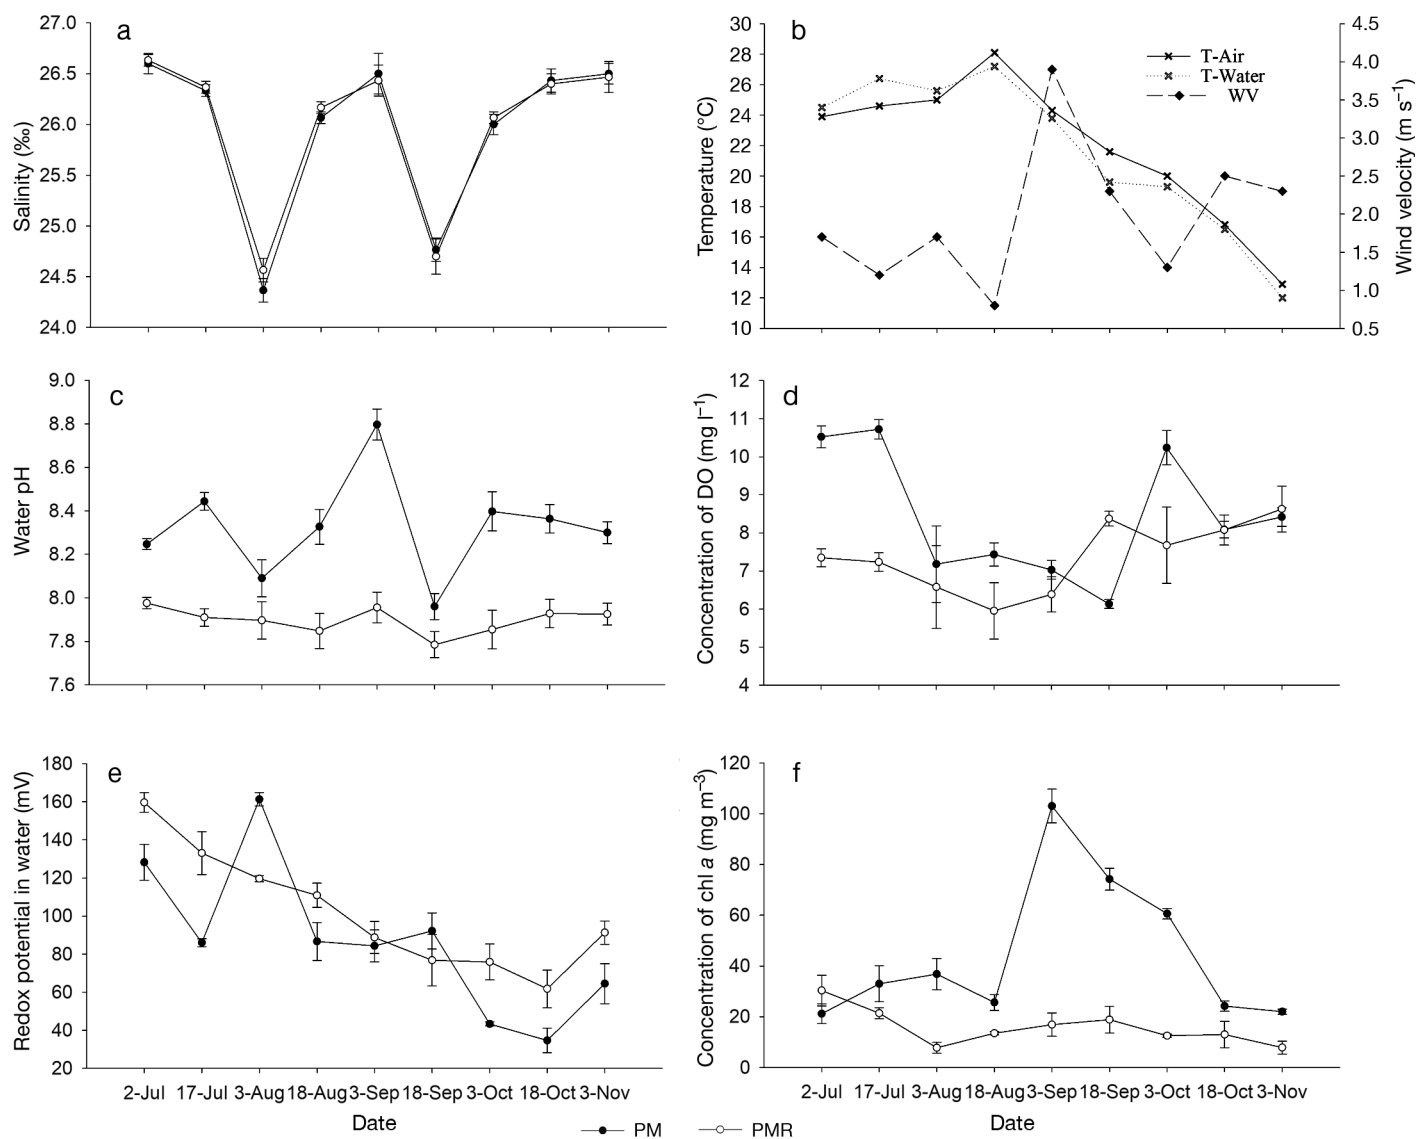 a
27.0
26.5
26.0
25.5
25.0
24.5
24.0
Salinity (‰)
b
30
28
26
24
22
20
18
16
14
12
10
Temperature (°C)
T-Air
T-Water
WV
4.5
4.0
3.5
3.0
2.5
2.0
1.5
1.0
0.5
Wind velocity (m s⁻¹)
c
9.0
8.8
8.6
8.4
8.2
8.0
7.8
7.6
Water pH
d
12
11
10
9
8
7
6
5
4
Concentration of DO (mg l⁻¹)
e
180
160
140
120
100
80
60
40
20
Redox potential in water (mV)
2-Jul 17-Jul 3-Aug 18-Aug 3-Sep 18-Sep 3-Oct 18-Oct 3-Nov
Date
f
120
100
80
60
40
20
0
Concentration of chl a (mg m⁻³)
2-Jul 17-Jul 3-Aug 18-Aug 3-Sep 18-Sep 3-Oct 18-Oct 3-Nov
Date
PM PMR